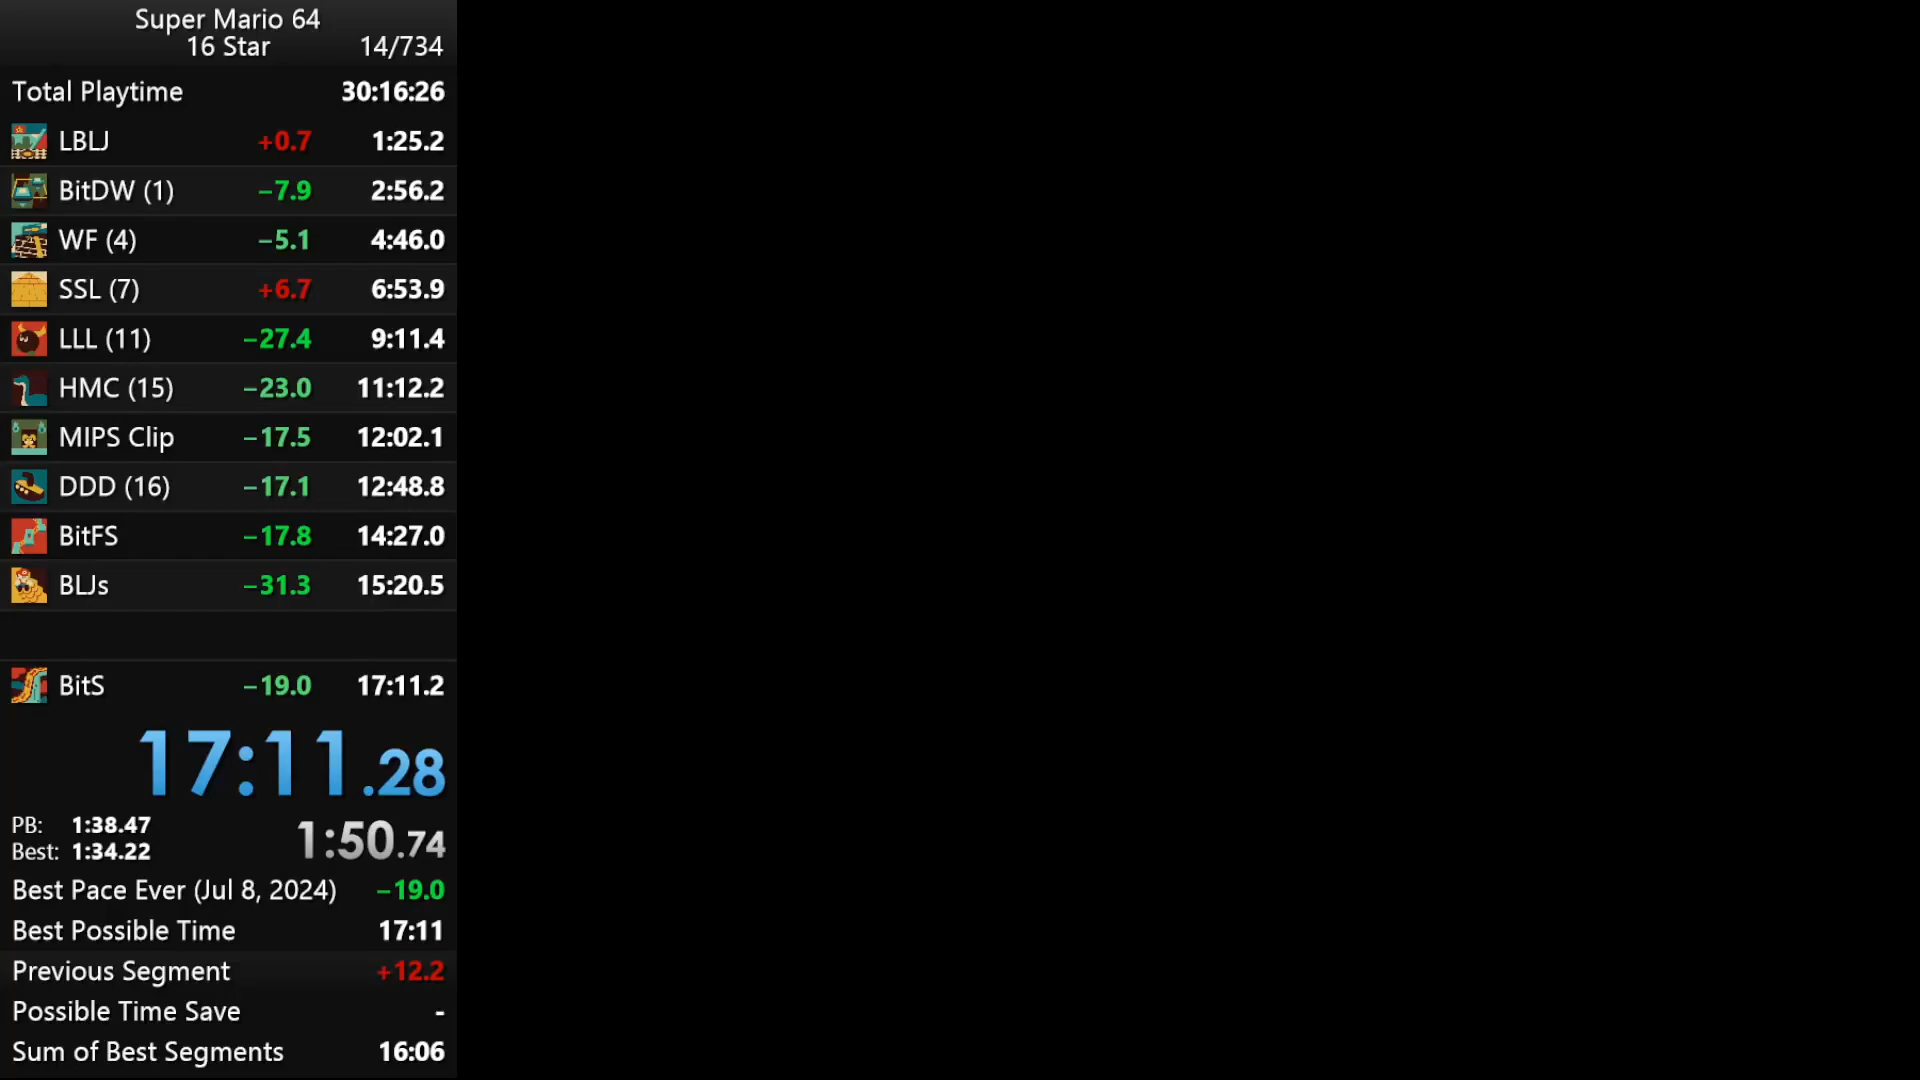 Super Mario 64
16 Star 14/734
Total Playtime 30:16:26
LBLJ +0.7 1:25.2
BitDW (1) −7.9 2:56.2
WF (4) −5.1 4:46.0
SSL (7) +6.7 6:53.9
LLL (11) −27.4 9:11.4
HMC (15) −23.0 11:12.2
MIPS Clip −17.5 12:02.1
DDD (16) −17.1 12:48.8
BitFS −17.8 14:27.0
BLJs −31.3 15:20.5
BitS −19.0 17:11.2
17:11.28
PB: 1:38.47 1:50.74
Best: 1:34.22
Best Pace Ever (Jul 8, 2024) −19.0
Best Possible Time 17:11
Previous Segment +12.2
Possible Time Save -
Sum of Best Segments 16:06